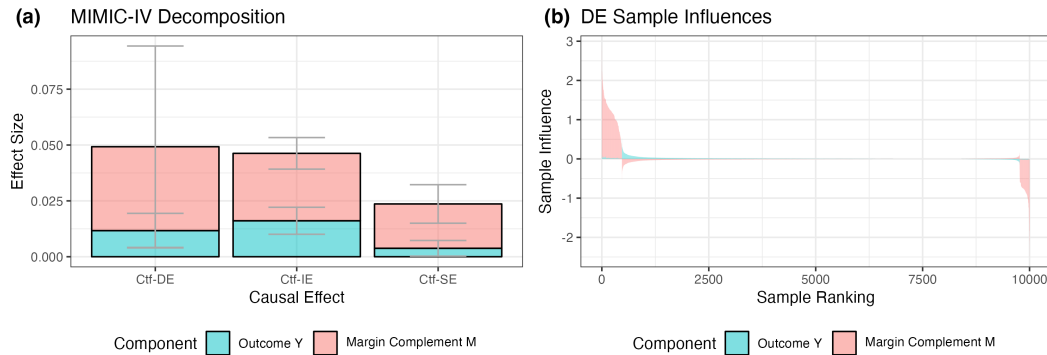 (a) MIMIC-IV Decomposition
Effect Size
0.075
0.050
0.025
0.000
Ctf-DE Ctf-IE Ctf-SE
Causal Effect
Component Outcome Y Margin Complement M
(b) DE Sample Influences
Sample Influence
3
2
1
0
-1
-2
0 2500 5000 7500 10000
Sample Ranking
Component Outcome Y Margin Complement M